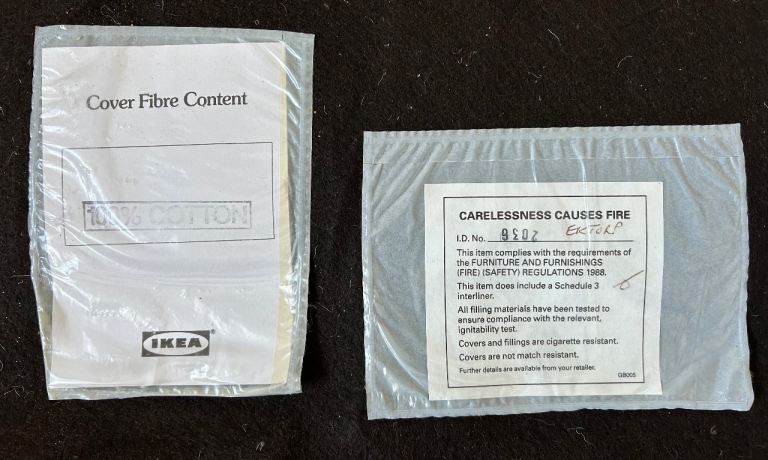 Cover Fibre Content
100% COTTON
IKEA
CARELESSNESS CAUSES FIRE
I.D. No. EKTORP
This item complies with the requirements of
the FURNITURE AND FURNISHINGS
(FIRE) (SAFETY) REGULATIONS 1988.
This item does include a Schedule 3
interliner.
All filling materials have been tested to
ensure compliance with the relevant,
ignitability test.
Covers and fillings are cigarette resistant.
Covers are not match resistant.
Further details are available from your retailer.
GB005